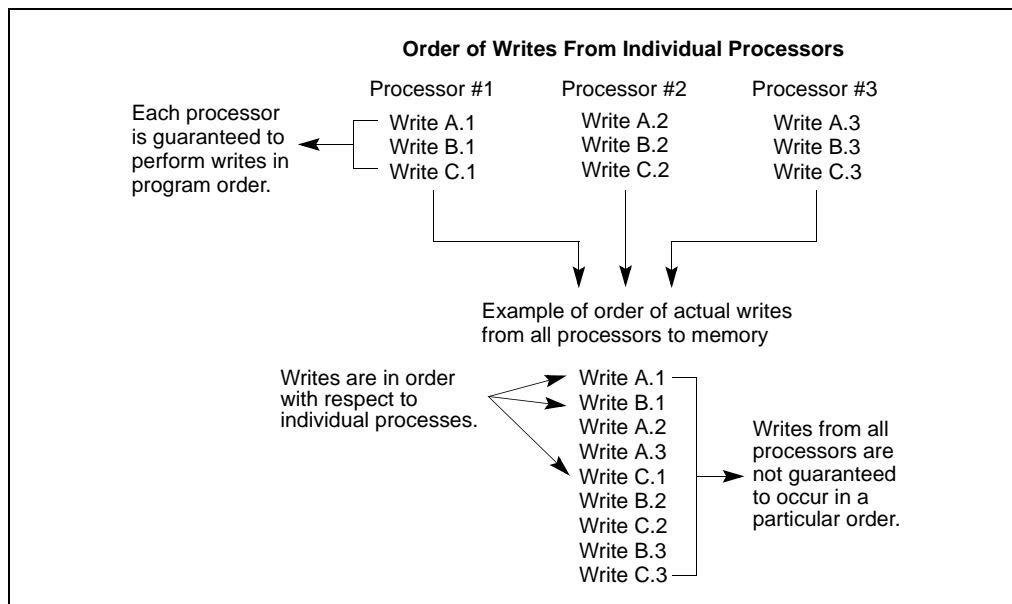 Order of Writes From Individual Processors
Processor #1
Processor #2
Processor #3
Each processor
is guaranteed to
perform writes in
program order.
Write A.1
Write B.1
Write C.1
Write A.2
Write B.2
Write C.2
Write A.3
Write B.3
Write C.3
Example of order of actual writes
from all processors to memory
Writes are in order
with respect to
individual processes.
Write A.1
Write B.1
Write A.2
Write A.3
Write C.1
Write B.2
Write C.2
Write B.3
Write C.3
Writes from all
processors are
not guaranteed
to occur in a
particular order.